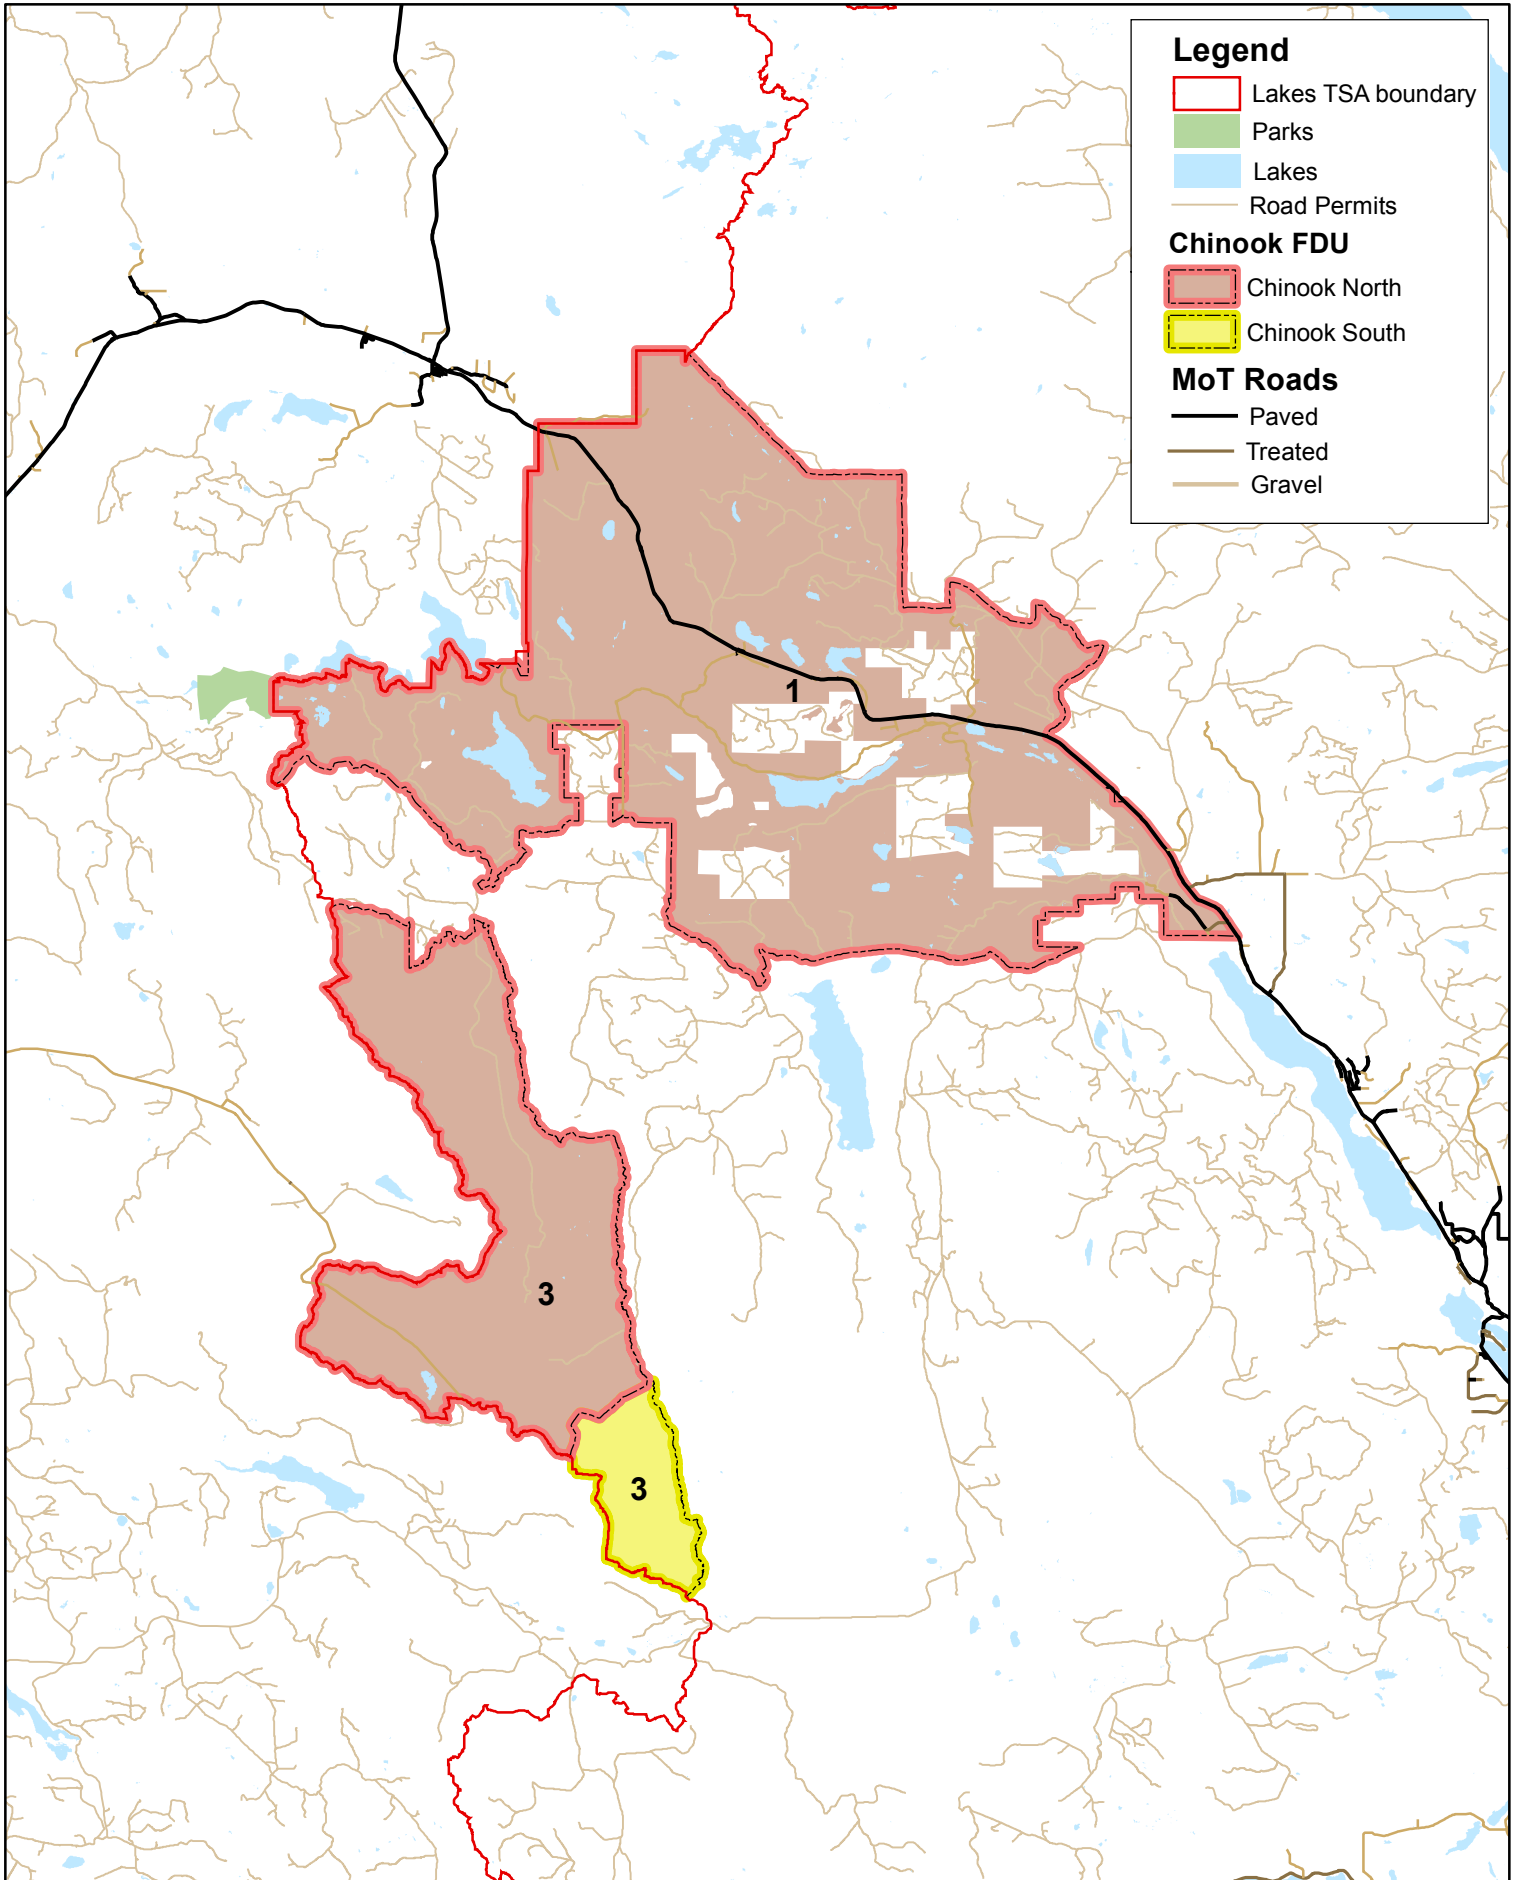 Legend
Lakes TSA boundary
Parks
Lakes
Road Permits
Chinook FDU
Chinook North
Chinook South
MoT Roads
Paved
Treated
Gravel
1
3
3